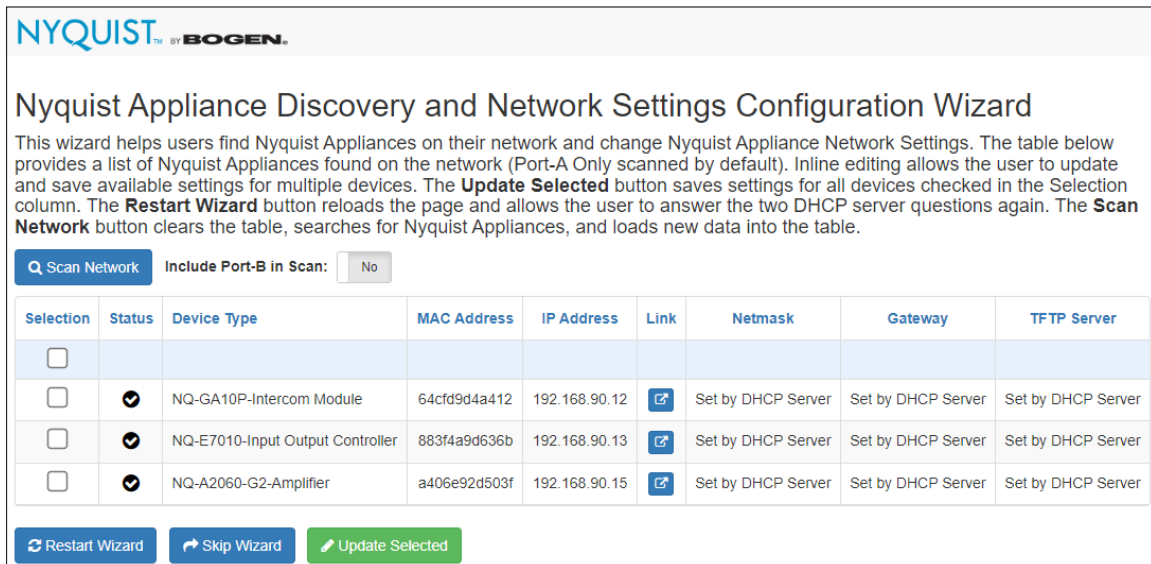 NYQUIST™ BY BOGEN®
Nyquist Appliance Discovery and Network Settings Configuration Wizard
This wizard helps users find Nyquist Appliances on their network and change Nyquist Appliance Network Settings. The table below
provides a list of Nyquist Appliances found on the network (Port-A Only scanned by default). Inline editing allows the user to update
and save available settings for multiple devices. The Update Selected button saves settings for all devices checked in the Selection
column. The Restart Wizard button reloads the page and allows the user to answer the two DHCP server questions again. The Scan
Network button clears the table, searches for Nyquist Appliances, and loads new data into the table.
Scan Network Include Port-B in Scan: No
Selection Status Device Type MAC Address IP Address Link Netmask Gateway TFTP Server
NQ-GA10P-Intercom Module 64cfd9d4a412 192.168.90.12 Set by DHCP Server Set by DHCP Server Set by DHCP Server
NQ-E7010-Input Output Controller 883f4a9d636b 192.168.90.13 Set by DHCP Server Set by DHCP Server Set by DHCP Server
NQ-A2060-G2-Amplifier a406e92d503f 192.168.90.15 Set by DHCP Server Set by DHCP Server Set by DHCP Server
Restart Wizard Skip Wizard Update Selected